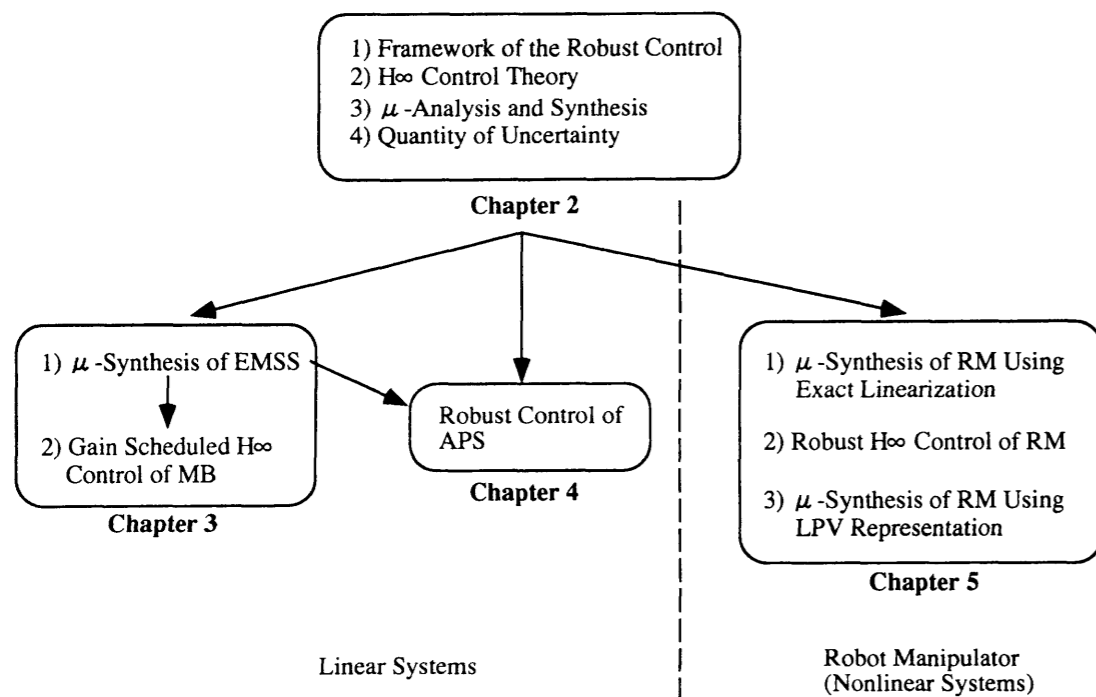 1) Framework of the Robust Control
2) H∞ Control Theory
3) μ -Analysis and Synthesis
4) Quantity of Uncertainty
Chapter 2
1) μ -Synthesis of EMSS
2) Gain Scheduled H∞
Control of MB
Chapter 3
Robust Control of
APS
Chapter 4
1) μ -Synthesis of RM Using
Exact Linearization
2) Robust H∞ Control of RM
3) μ -Synthesis of RM Using
LPV Representation
Chapter 5
Linear Systems
Robot Manipulator
(Nonlinear Systems)